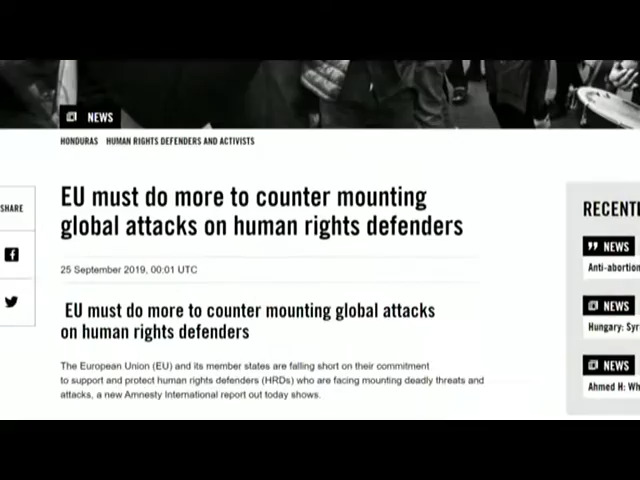 NEWS
HONDURAS HUMAN RIGHTS DEFENDERS AND ACTIVISTS
EU must do more to counter mounting
global attacks on human rights defenders
25 September 2019, 00:01 UTC
EU must do more to counter mounting global attacks
on human rights defenders
The European Union (EU) and its member states are falling short on their commitment
to support and protect human rights defenders (HRDs) who are facing mounting deadly threats and
attacks, a new Amnesty International report out today shows.
SHARE
RECENT
NEWS
Anti-abortion
NEWS
Hungary: Syr
NEWS
Ahmed H: Wh